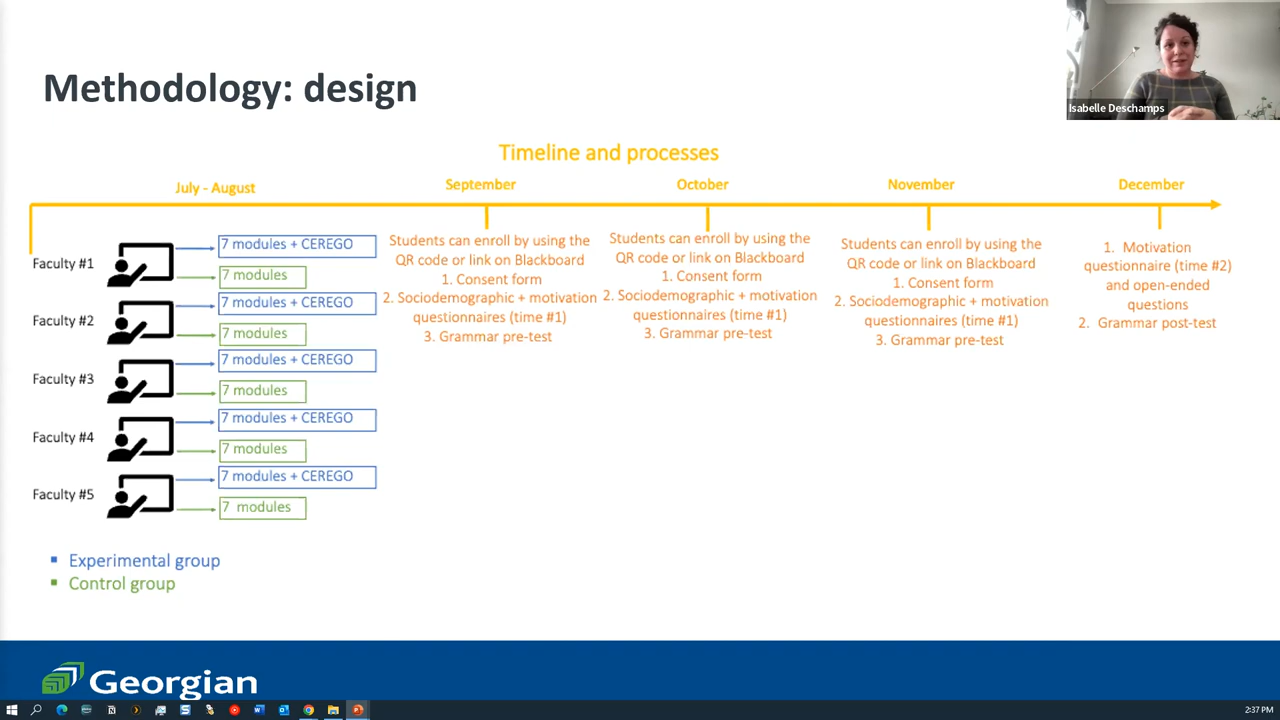 Methodology: design
Isabelle Deschamps
Timeline and processes
July - August
September
October
November
December
Faculty #1
7 modules + CEREGO
7 modules
Faculty #2
7 modules + CEREGO
7 modules
Faculty #3
7 modules + CEREGO
7 modules
Faculty #4
7 modules + CEREGO
7 modules
Faculty #5
7 modules + CEREGO
7 modules
Students can enroll by using the
QR code or link on Blackboard
1. Consent form
2. Sociodemographic + motivation
questionnaires (time #1)
3. Grammar pre-test
Students can enroll by using the
QR code or link on Blackboard
1. Consent form
2. Sociodemographic + motivation
questionnaires (time #1)
3. Grammar pre-test
Students can enroll by using the
QR code or link on Blackboard
1. Consent form
2. Sociodemographic + motivation
questionnaires (time #1)
3. Grammar pre-test
1. Motivation
questionnaire (time #2)
and open-ended
questions
2. Grammar post-test
Experimental group
Control group
Georgian
2:37 PM